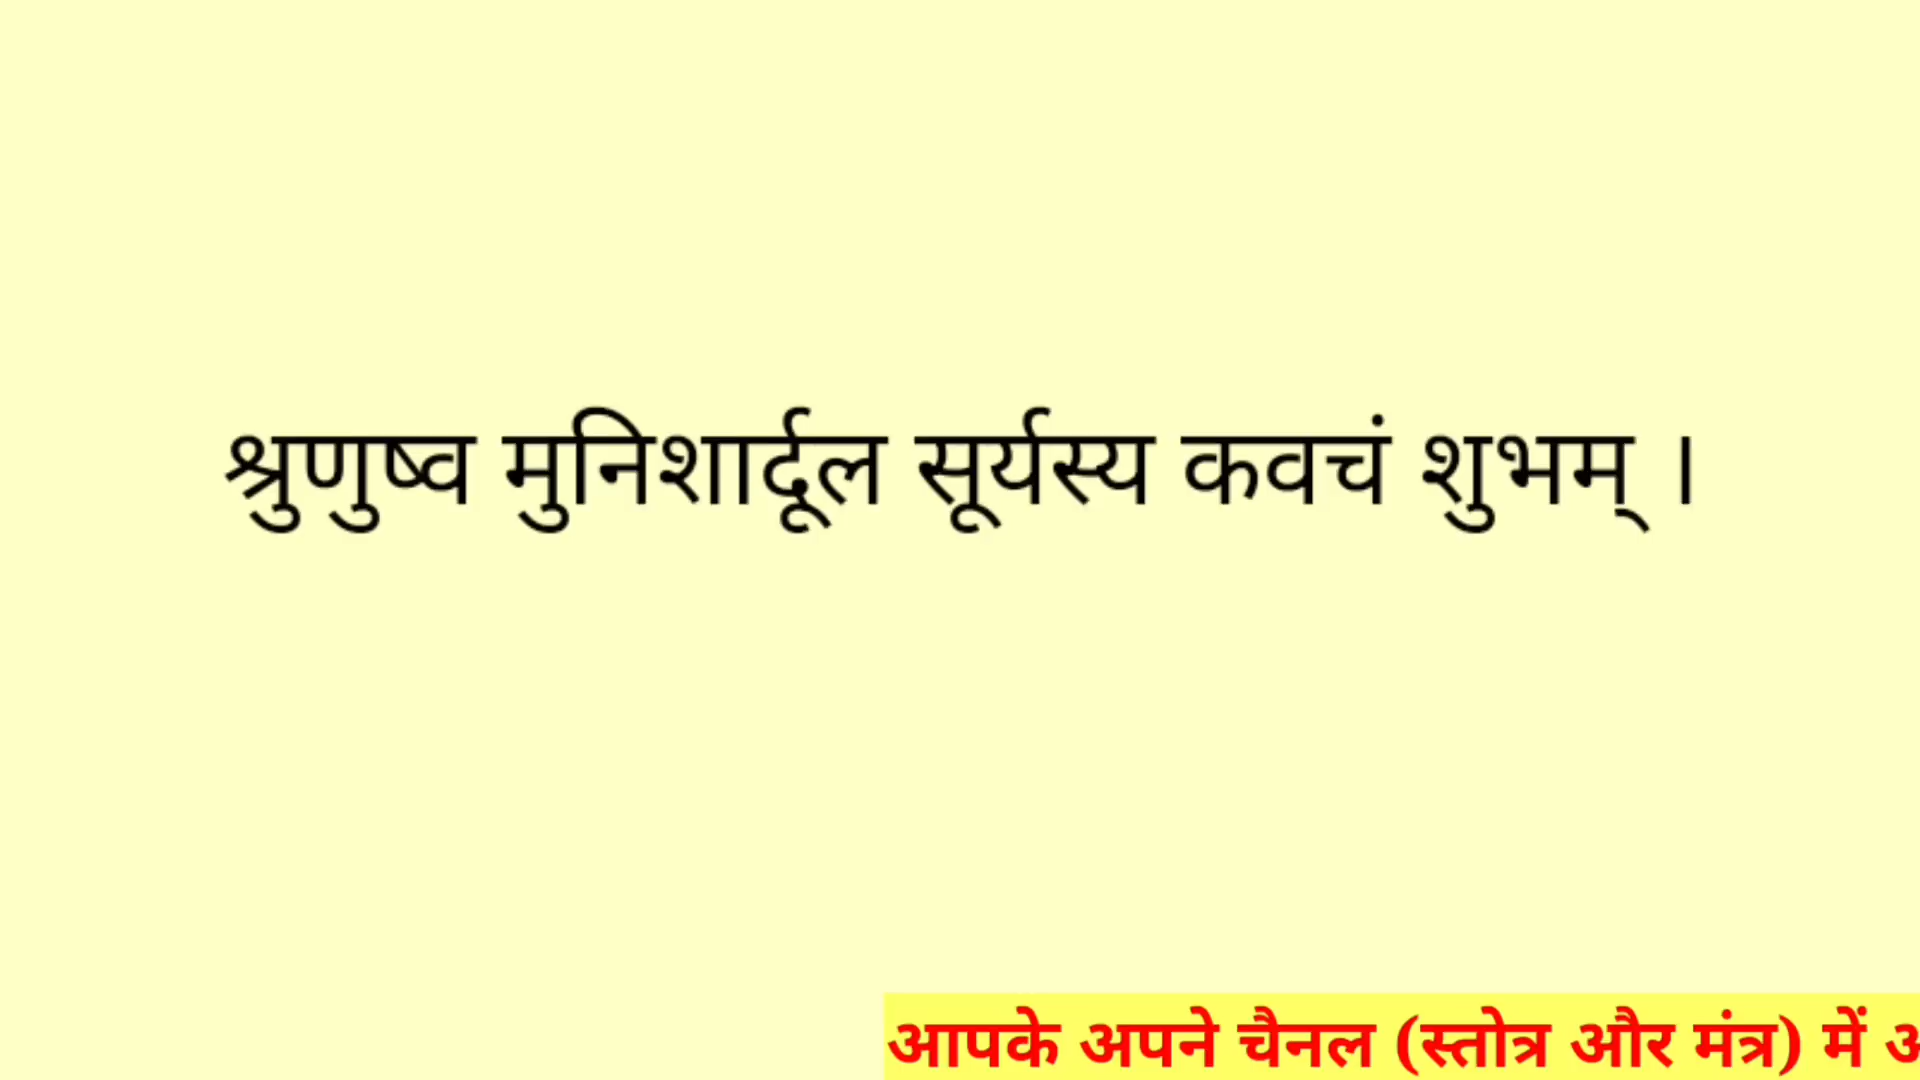 श्रुणुष्व मुनिशार्दूल सूर्यस्य कवचं शुभम् ।
आपके अपने चैनल (स्तोत्र और मंत्र) में